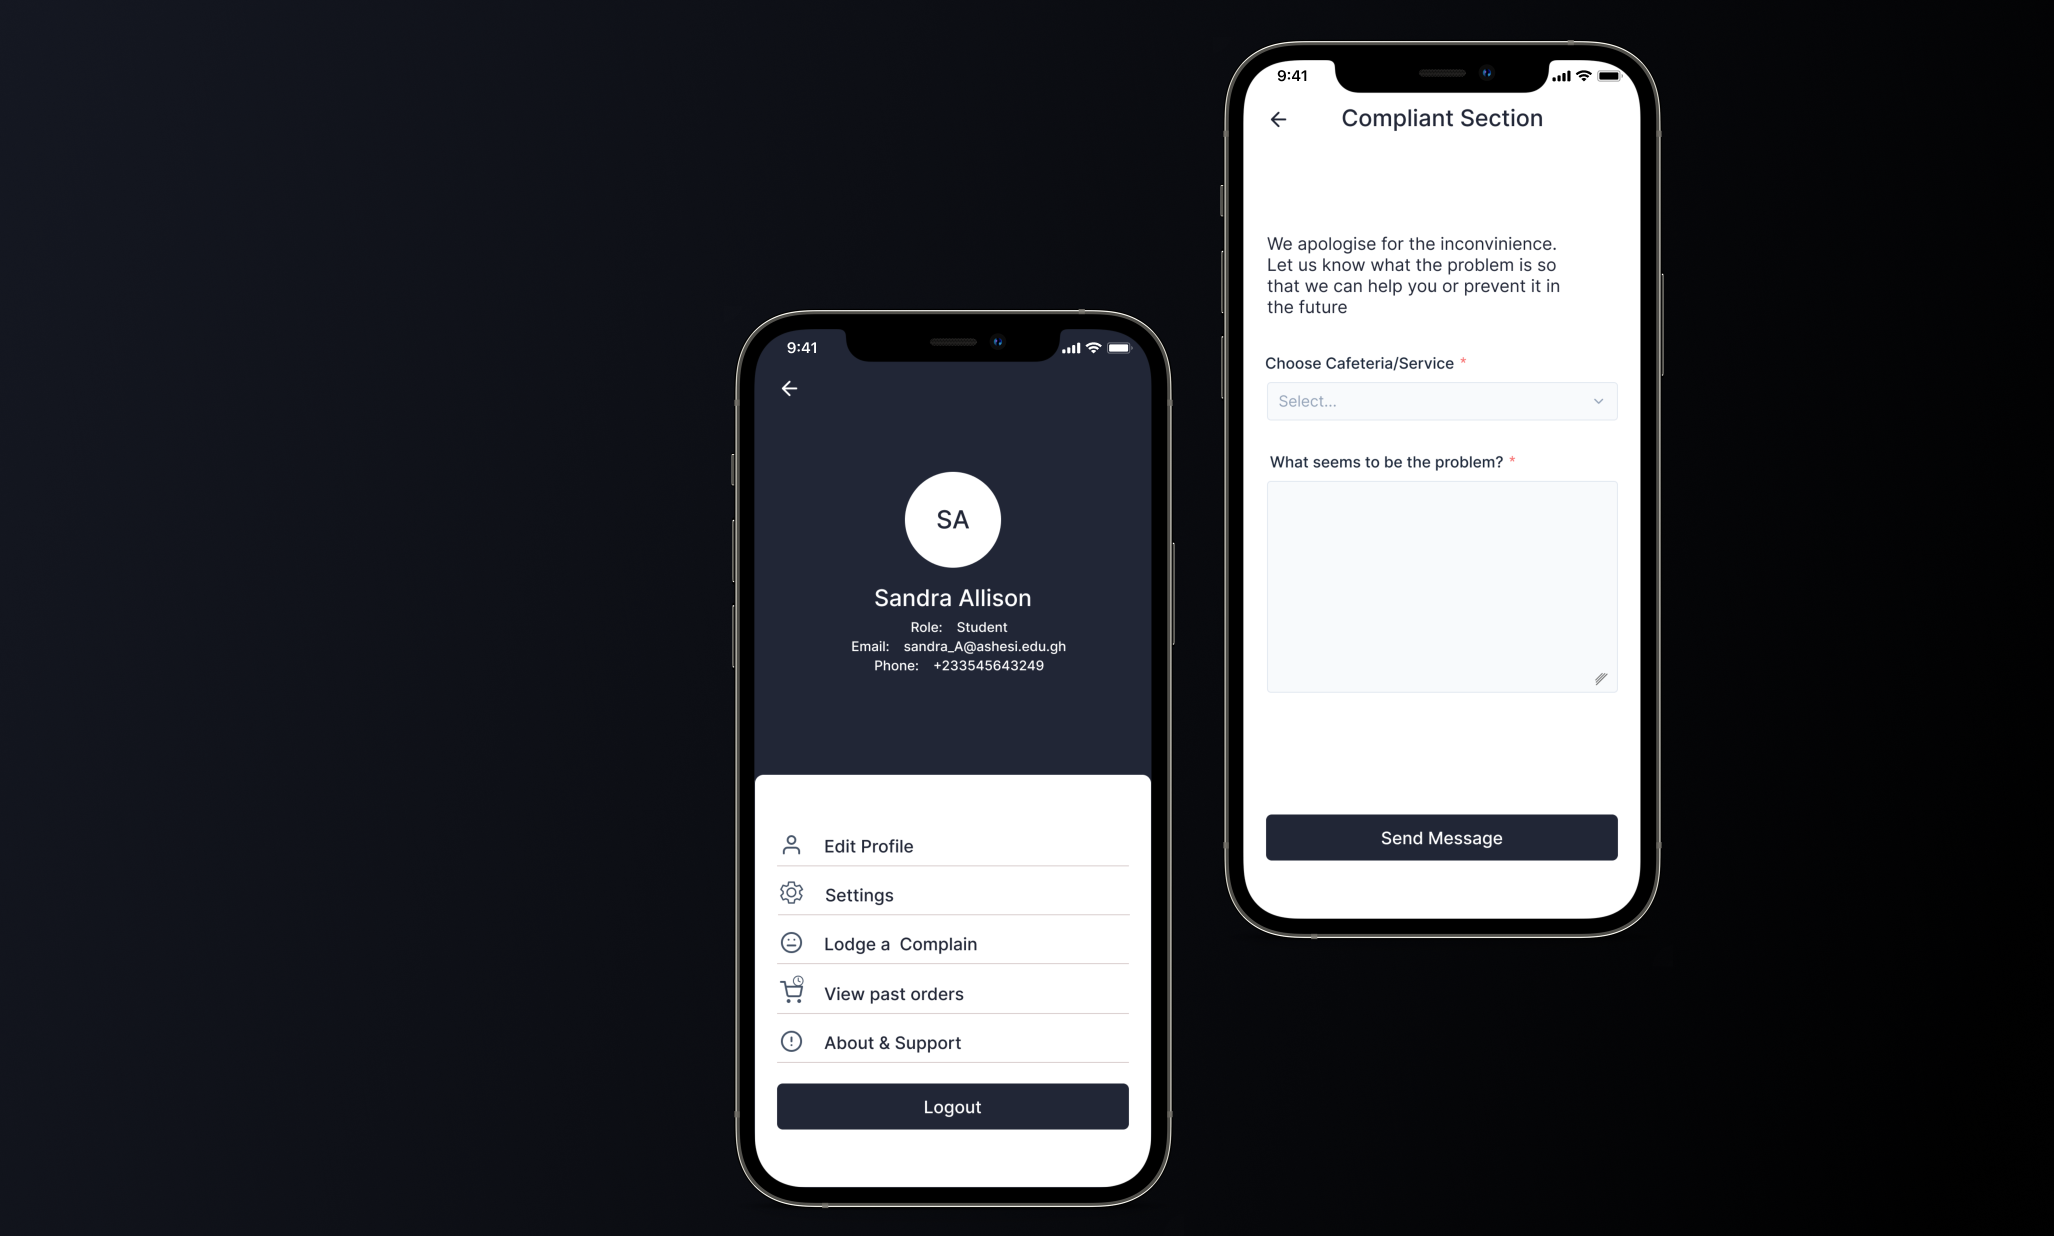 9:41
SA
Sandra Allison
Role: Student
Email: sandra_A@ashesi.edu.gh
Phone: +233545643249
Edit Profile
Settings
Lodge a  Complain
View past orders
About & Support
Logout
9:41
Compliant Section
We apologise for the inconvinience.
Let us know what the problem is so
that we can help you or prevent it in
the future
Choose Cafeteria/Service *
Select...
What seems to be the problem? *
Send Message